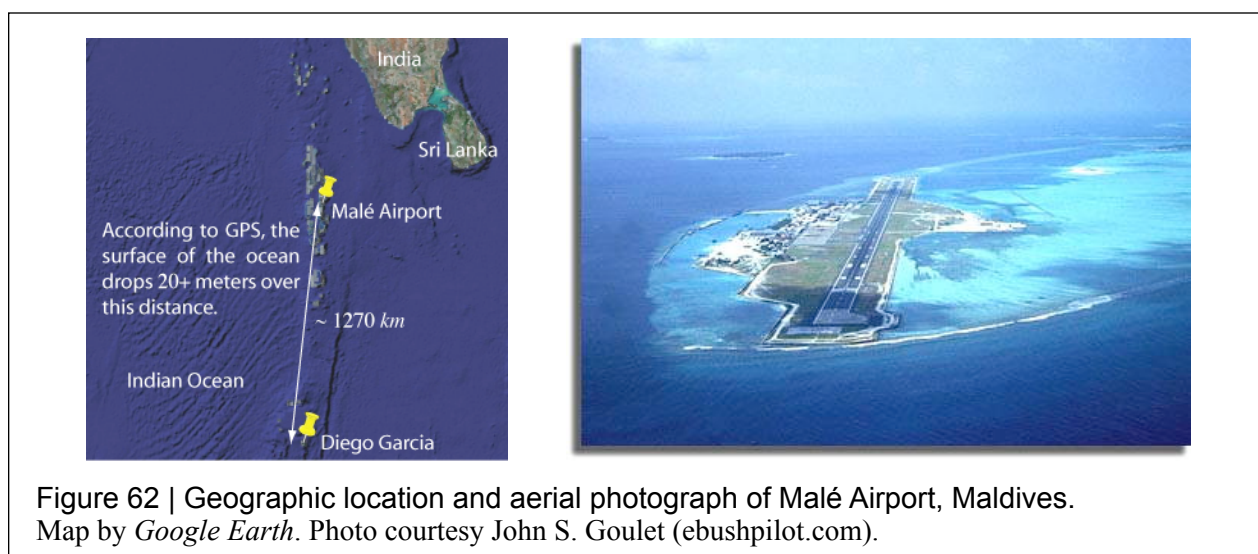 India
Sri Lanka
Malé Airport
According to GPS, the
surface of the ocean
drops 20+ meters over
this distance.
~ 1270 km
Indian Ocean
Diego Garcia
Figure 62 | Geographic location and aerial photograph of Malé Airport, Maldives.
Map by Google Earth. Photo courtesy John S. Goulet (ebushpilot.com).